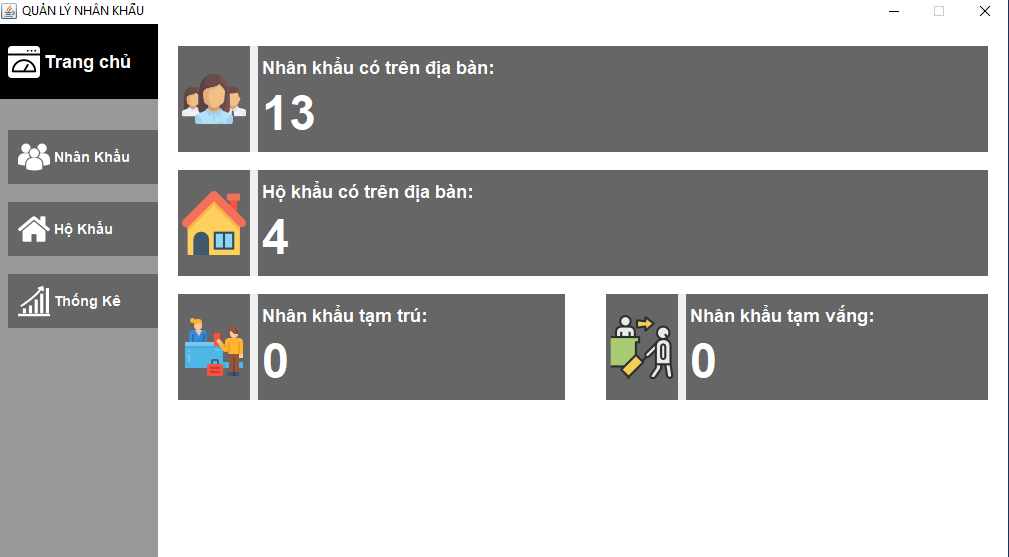 QUẢN LÝ NHÂN KHẨU
Trang chủ
Nhân Khẩu
Hộ Khẩu
Thống Kê
Nhân khẩu có trên địa bàn:
13
Hộ khẩu có trên địa bàn:
4
Nhân khẩu tạm trú:
0
Nhân khẩu tạm vắng:
0